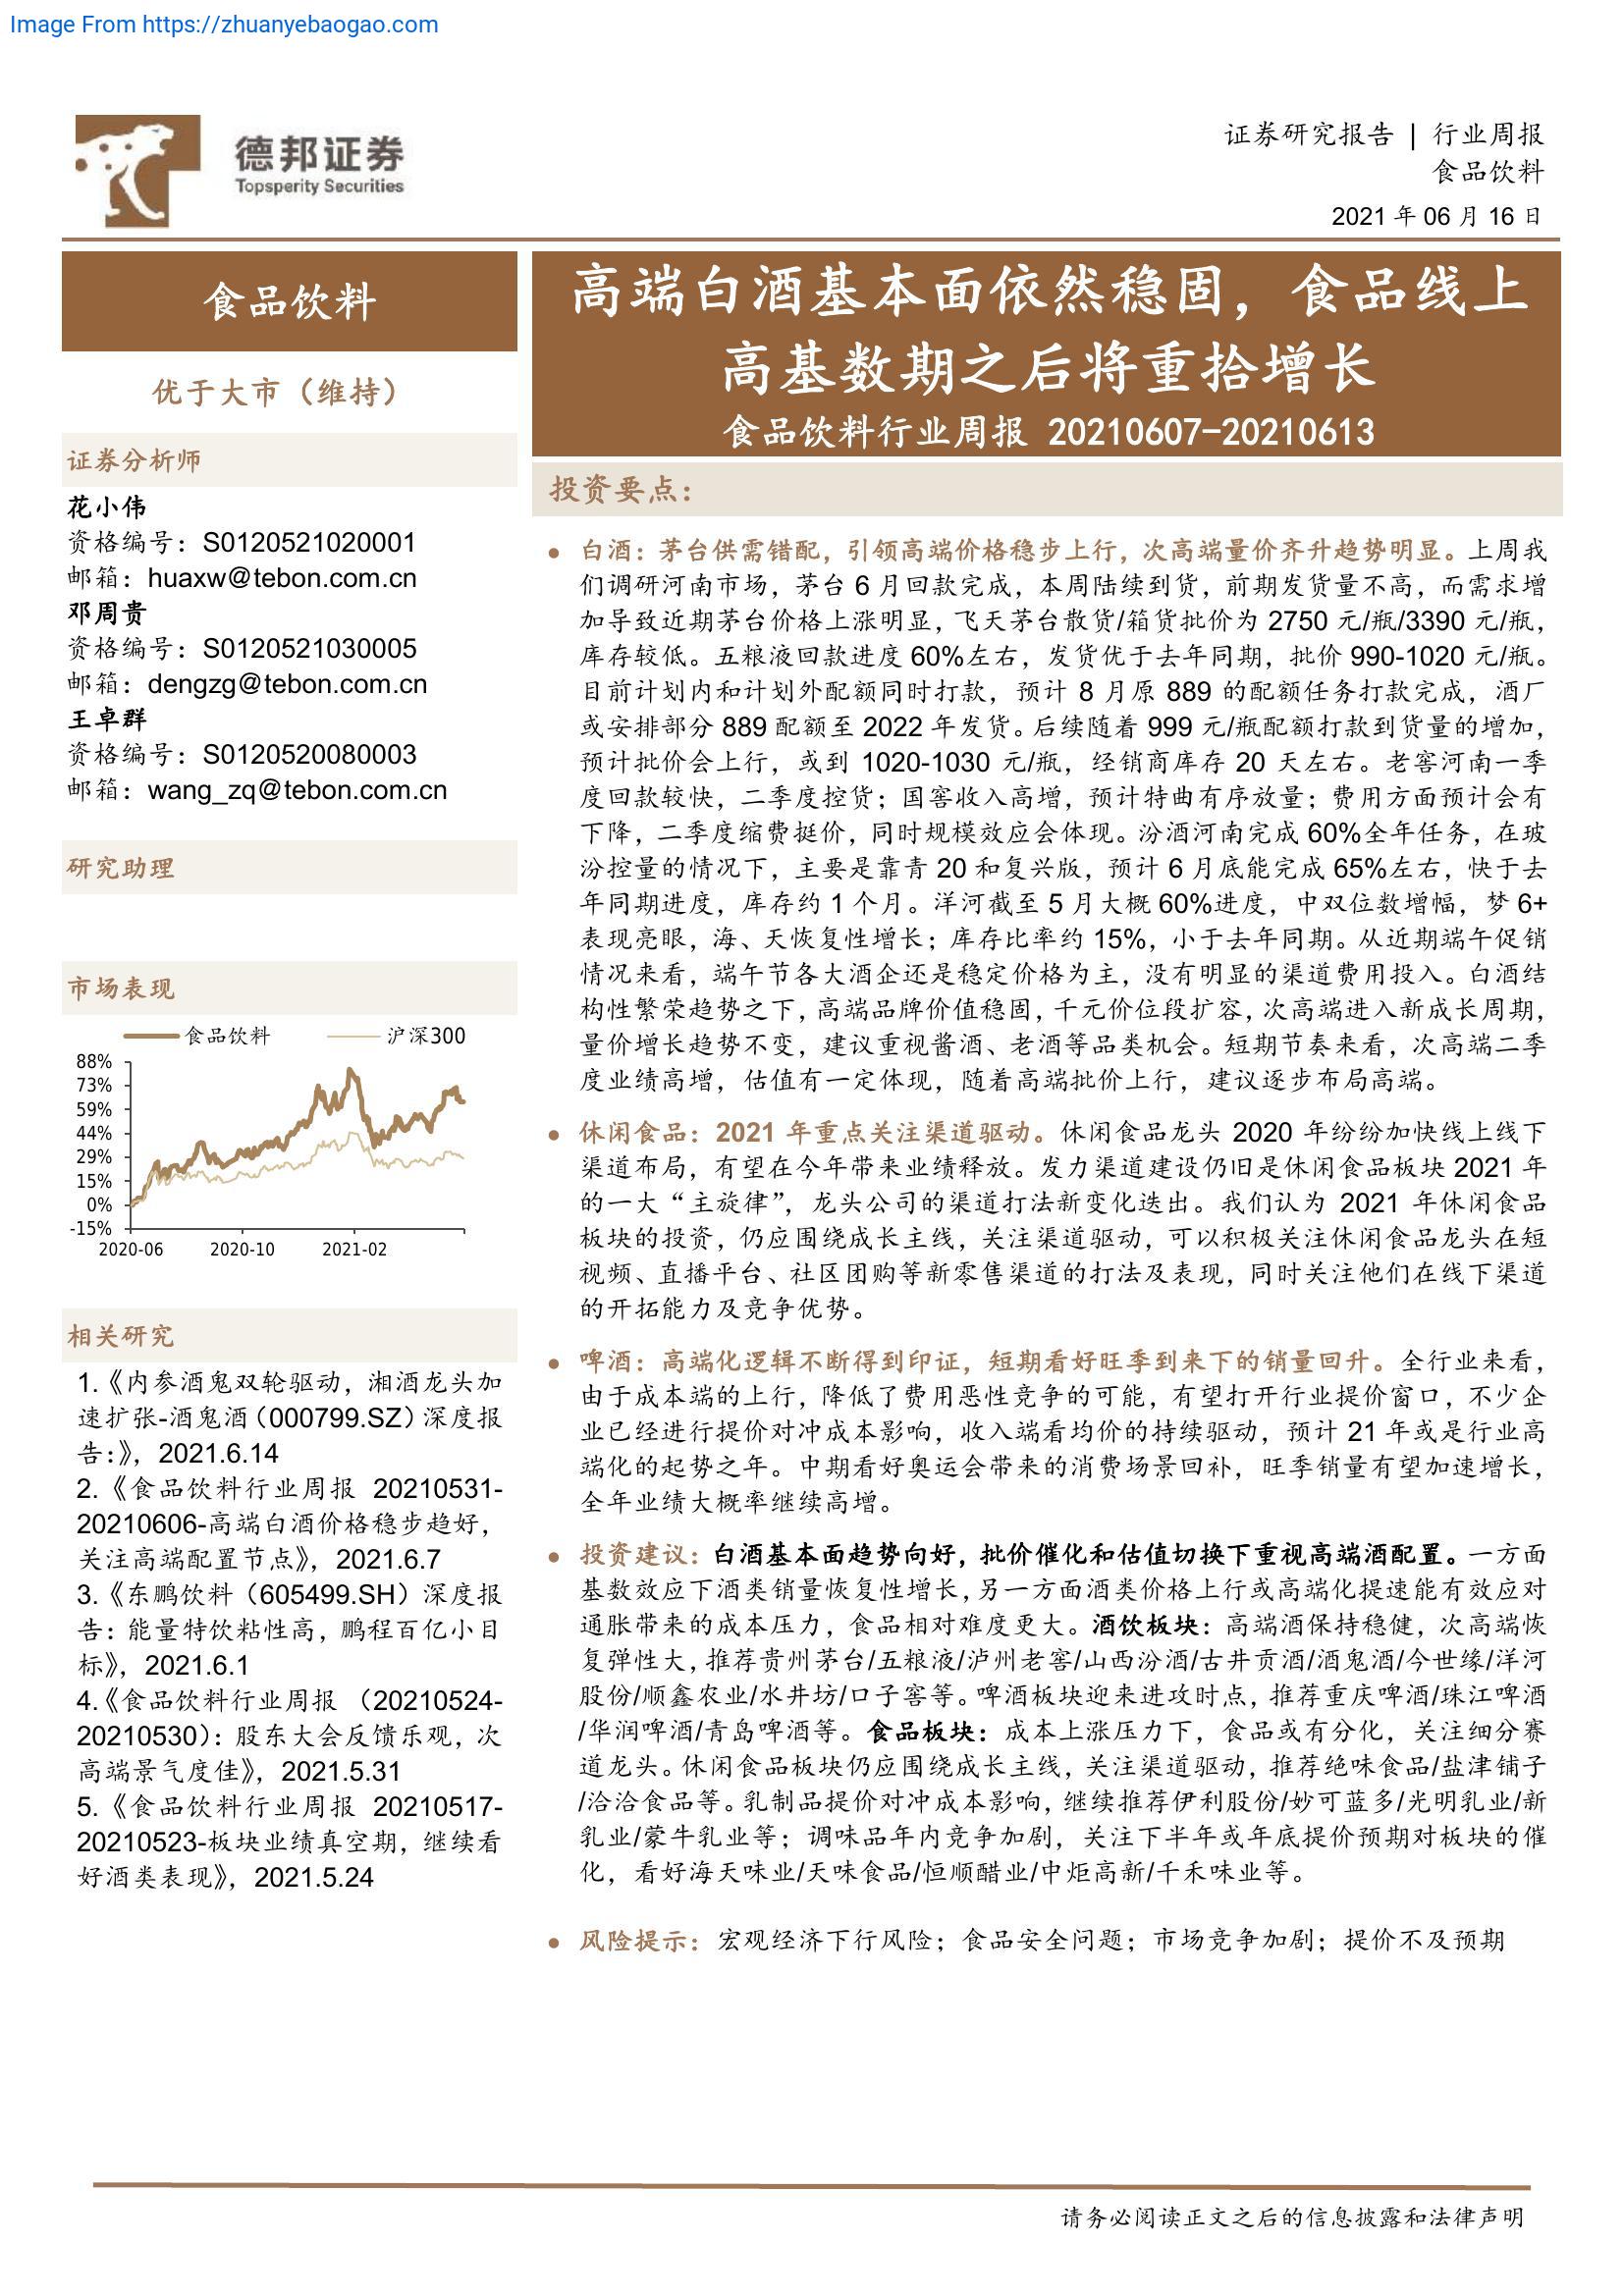 Image From https://zhuanyebaogao.com
德邦证券
Topsperity Securities
证券研究报告 | 行业周报
食品饮料
2021 年 06 月 16 日
食品饮料
优于大市（维持）
证券分析师
花小伟
资格编号：S0120521020001
邮箱：huaxw@tebon.com.cn
邓周贵
资格编号：S0120521030005
邮箱：dengzg@tebon.com.cn
王卓群
资格编号：S0120520080003
邮箱：wang_zq@tebon.com.cn
研究助理
市场表现
食品饮料 沪深300
88%
73%
59%
44%
29%
15%
0%
-15%
2020-06 2020-10 2021-02
相关研究
1.《内参酒鬼双轮驱动，湘酒龙头加
速扩张-酒鬼酒（000799.SZ）深度报
告：》，2021.6.14
2.《食品饮料行业周报 20210531-
20210606-高端白酒价格稳步趋好，
关注高端配置节点》，2021.6.7
3.《东鹏饮料（605499.SH）深度报
告：能量特饮粘性高，鹏程百亿小目
标》，2021.6.1
4.《食品饮料行业周报 （20210524-
20210530）：股东大会反馈乐观，次
高端景气度佳》，2021.5.31
5.《食品饮料行业周报 20210517-
20210523-板块业绩真空期，继续看
好酒类表现》，2021.5.24
高端白酒基本面依然稳固，食品线上
高基数期之后将重拾增长
食品饮料行业周报 20210607-20210613
投资要点：
● 白酒：茅台供需错配，引领高端价格稳步上行，次高端量价齐升趋势明显。上周我
们调研河南市场，茅台 6 月回款完成，本周陆续到货，前期发货量不高，而需求增
加导致近期茅台价格上涨明显，飞天茅台散货/箱货批价为 2750 元/瓶/3390 元/瓶，
库存较低。五粮液回款进度 60%左右，发货优于去年同期，批价 990-1020 元/瓶。
目前计划内和计划外配额同时打款，预计 8 月原 889 的配额任务打款完成，酒厂
或安排部分 889 配额至 2022 年发货。后续随着 999 元/瓶配额打款到货量的增加，
预计批价会上行，或到 1020-1030 元/瓶，经销商库存 20 天左右。老窖河南一季
度回款较快，二季度控货；国窖收入高增，预计特曲有序放量；费用方面预计会有
下降，二季度缩费挺价，同时规模效应会体现。汾酒河南完成 60%全年任务，在玻
汾控量的情况下，主要是靠青 20 和复兴版，预计 6 月底能完成 65%左右，快于去
年同期进度，库存约 1 个月。洋河截至 5 月大概 60%进度，中双位数增幅，梦 6+
表现亮眼，海、天恢复性增长；库存比率约 15%，小于去年同期。从近期端午促销
情况来看，端午节各大酒企还是稳定价格为主，没有明显的渠道费用投入。白酒结
构性繁荣趋势之下，高端品牌价值稳固，千元价位段扩容，次高端进入新成长周期，
量价增长趋势不变，建议重视酱酒、老酒等品类机会。短期节奏来看，次高端二季
度业绩高增，估值有一定体现，随着高端批价上行，建议逐步布局高端。
● 休闲食品：2021 年重点关注渠道驱动。休闲食品龙头 2020 年纷纷加快线上线下
渠道布局，有望在今年带来业绩释放。发力渠道建设仍旧是休闲食品板块 2021 年
的一大“主旋律”，龙头公司的渠道打法新变化迭出。我们认为 2021 年休闲食品
板块的投资，仍应围绕成长主线，关注渠道驱动，可以积极关注休闲食品龙头在短
视频、直播平台、社区团购等新零售渠道的打法及表现，同时关注他们在线下渠道
的开拓能力及竞争优势。
● 啤酒：高端化逻辑不断得到印证，短期看好旺季到来下的销量回升。全行业来看，
由于成本端的上行，降低了费用恶性竞争的可能，有望打开行业提价窗口，不少企
业已经进行提价对冲成本影响，收入端看均价的持续驱动，预计 21 年或是行业高
端化的起势之年。中期看好奥运会带来的消费场景回补，旺季销量有望加速增长，
全年业绩大概率继续高增。
● 投资建议：白酒基本面趋势向好，批价催化和估值切换下重视高端酒配置。一方面
基数效应下酒类销量恢复性增长，另一方面酒类价格上行或高端化提速能有效应对
通胀带来的成本压力，食品相对难度更大。酒饮板块：高端酒保持稳健，次高端恢
复弹性大，推荐贵州茅台/五粮液/泸州老窖/山西汾酒/古井贡酒/酒鬼酒/今世缘/洋河
股份/顺鑫农业/水井坊/口子窖等。啤酒板块迎来进攻时点，推荐重庆啤酒/珠江啤酒
/华润啤酒/青岛啤酒等。食品板块：成本上涨压力下，食品或有分化，关注细分赛
道龙头。休闲食品板块仍应围绕成长主线，关注渠道驱动，推荐绝味食品/盐津铺子
/洽洽食品等。乳制品提价对冲成本影响，继续推荐伊利股份/妙可蓝多/光明乳业/新
乳业/蒙牛乳业等；调味品年内竞争加剧，关注下半年或年底提价预期对板块的催
化，看好海天味业/天味食品/恒顺醋业/中炬高新/千禾味业等。
● 风险提示：宏观经济下行风险；食品安全问题；市场竞争加剧；提价不及预期
请务必阅读正文之后的信息披露和法律声明